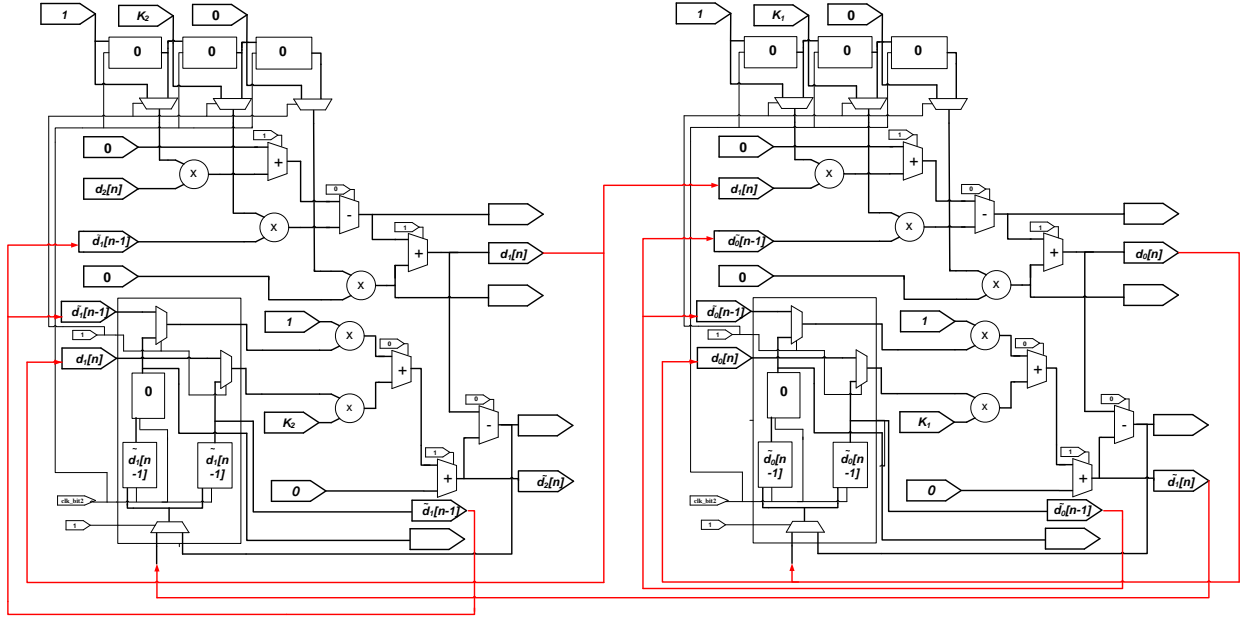 1 K₂ 0 1 K₁ 0
0 0 0 0 0 0
1 1
0 + 0 +
x x
d₂[n] 0 d₁[n] 0
- -
x x
d̃₁[n-1] 1 d̃₀[n-1] 1
+ d₁[n] + d₀[n]
0 x 0 x
d̃₁[n-1] 1 x d̃₀[n-1] 1 x
1 0 1 0
d₁[n] + d₀[n] +
0 K₂ x 0 0 K₁ x 0
- -
d̃₁[n
-1]
d̃₁[n
-1]
1
+
d̃₀[n
-1]
d̃₀[n
-1]
1
+
d̃₂[n] d̃₁[n]
clk_bit2 0 clk_bit2 0
d̃₁[n-1] d̃₀[n-1]
1 1